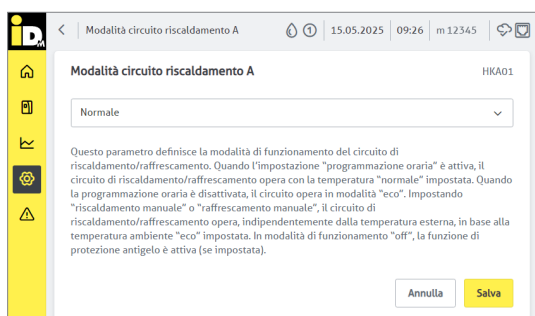 iDM
Modalità circuito riscaldamento A
1
15.05.2025
09:26
m 12345
Modalità circuito riscaldamento A
HKA01
Normale
Questo parametro definisce la modalità di funzionamento del circuito di
riscaldamento/raffrescamento. Quando l'impostazione "programmazione oraria" è attiva, il
circuito di riscaldamento/raffrescamento opera con la temperatura "normale" impostata. Quando
la programmazione oraria è disattivata, il circuito opera in modalità "eco". Impostando
"riscaldamento manuale" o "raffrescamento manuale", il circuito di
riscaldamento/raffrescamento opera, indipendentemente dalla temperatura esterna, in base alla
temperatura ambiente "eco" impostata. In modalità di funzionamento "off", la funzione di
protezione antigelo è attiva (se impostata).
Annulla
Salva